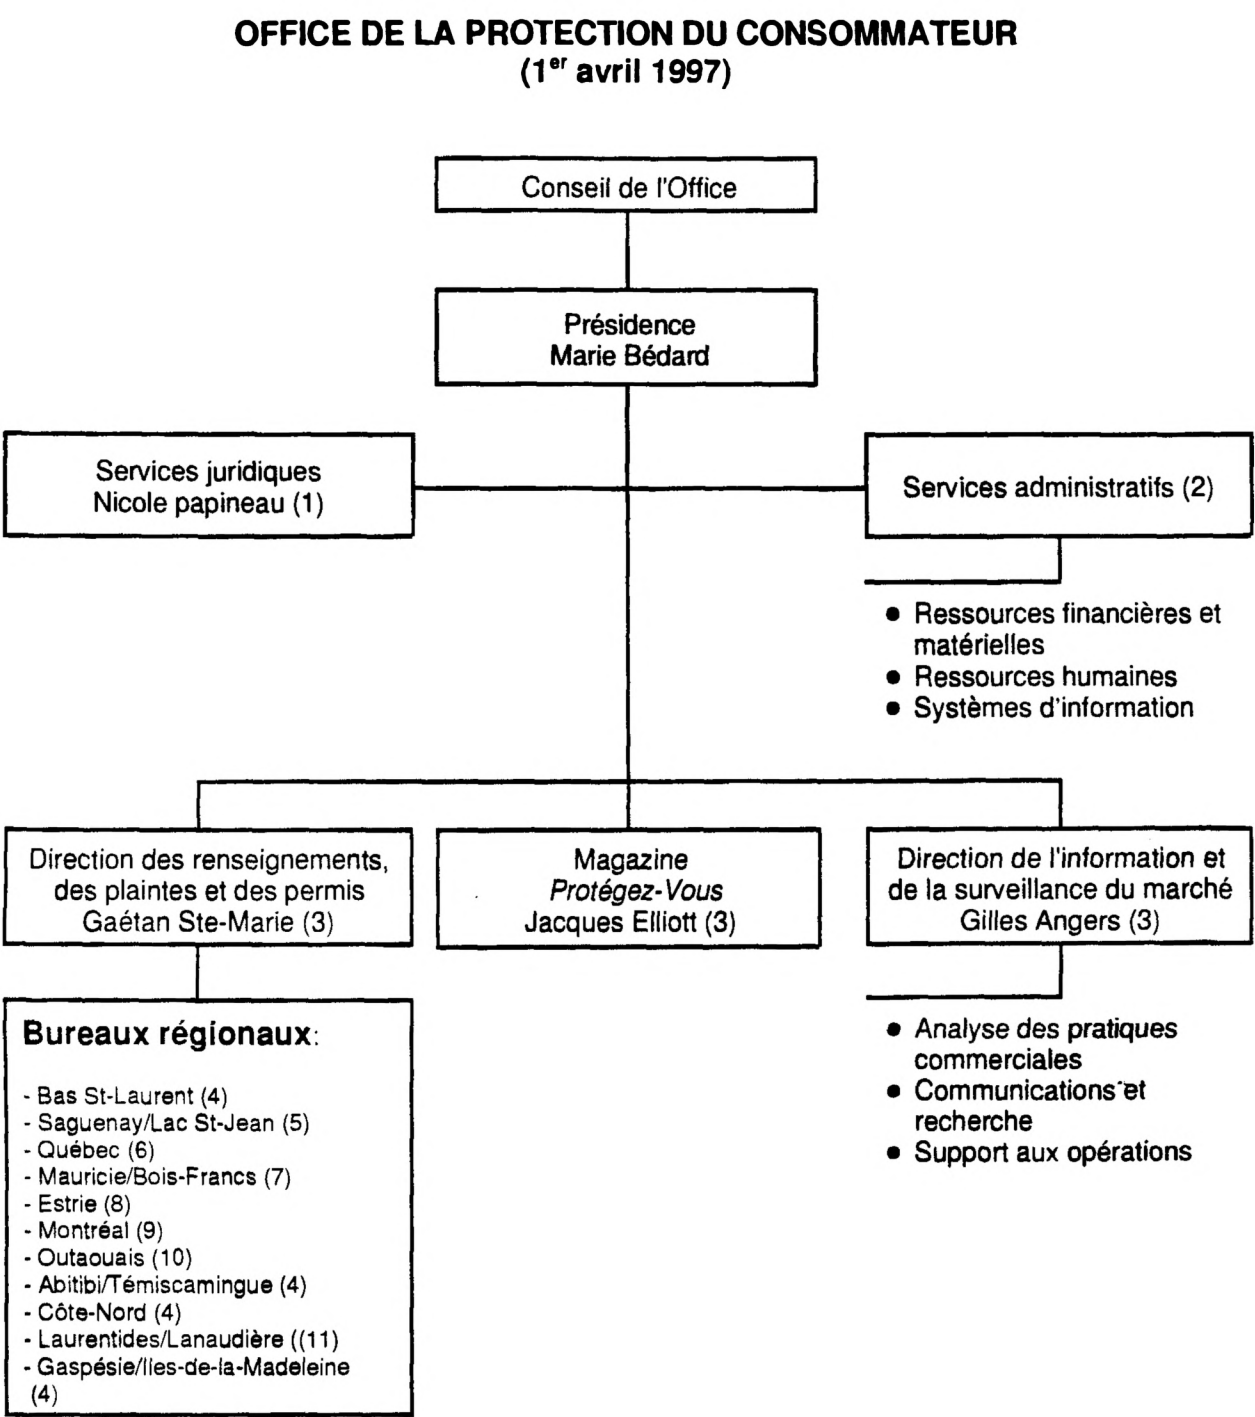 OFFICE DE LA PROTECTION DU CONSOMMATEUR
(1er avril 1997)
Conseil de l'Office
Présidence
Marie Bédard
Services juridiques
Nicole papineau (1)
Services administratifs (2)
● Ressources financières et
matérielles
● Ressources humaines
● Systèmes d'information
Direction des renseignements,
des plaintes et des permis
Gaétan Ste-Marie (3)
Magazine
Protégez-Vous
Jacques Elliott (3)
Direction de l'information et
de la surveillance du marché
Gilles Angers (3)
Bureaux régionaux:
- Bas St-Laurent (4)
- Saguenay/Lac St-Jean (5)
- Québec (6)
- Mauricie/Bois-Francs (7)
- Estrie (8)
- Montréal (9)
- Outaouais (10)
- Abitibi/Témiscamingue (4)
- Côte-Nord (4)
- Laurentides/Lanaudière ((11)
- Gaspésie/Iles-de-la-Madeleine
(4)
● Analyse des pratiques
commerciales
● Communications et
recherche
● Support aux opérations